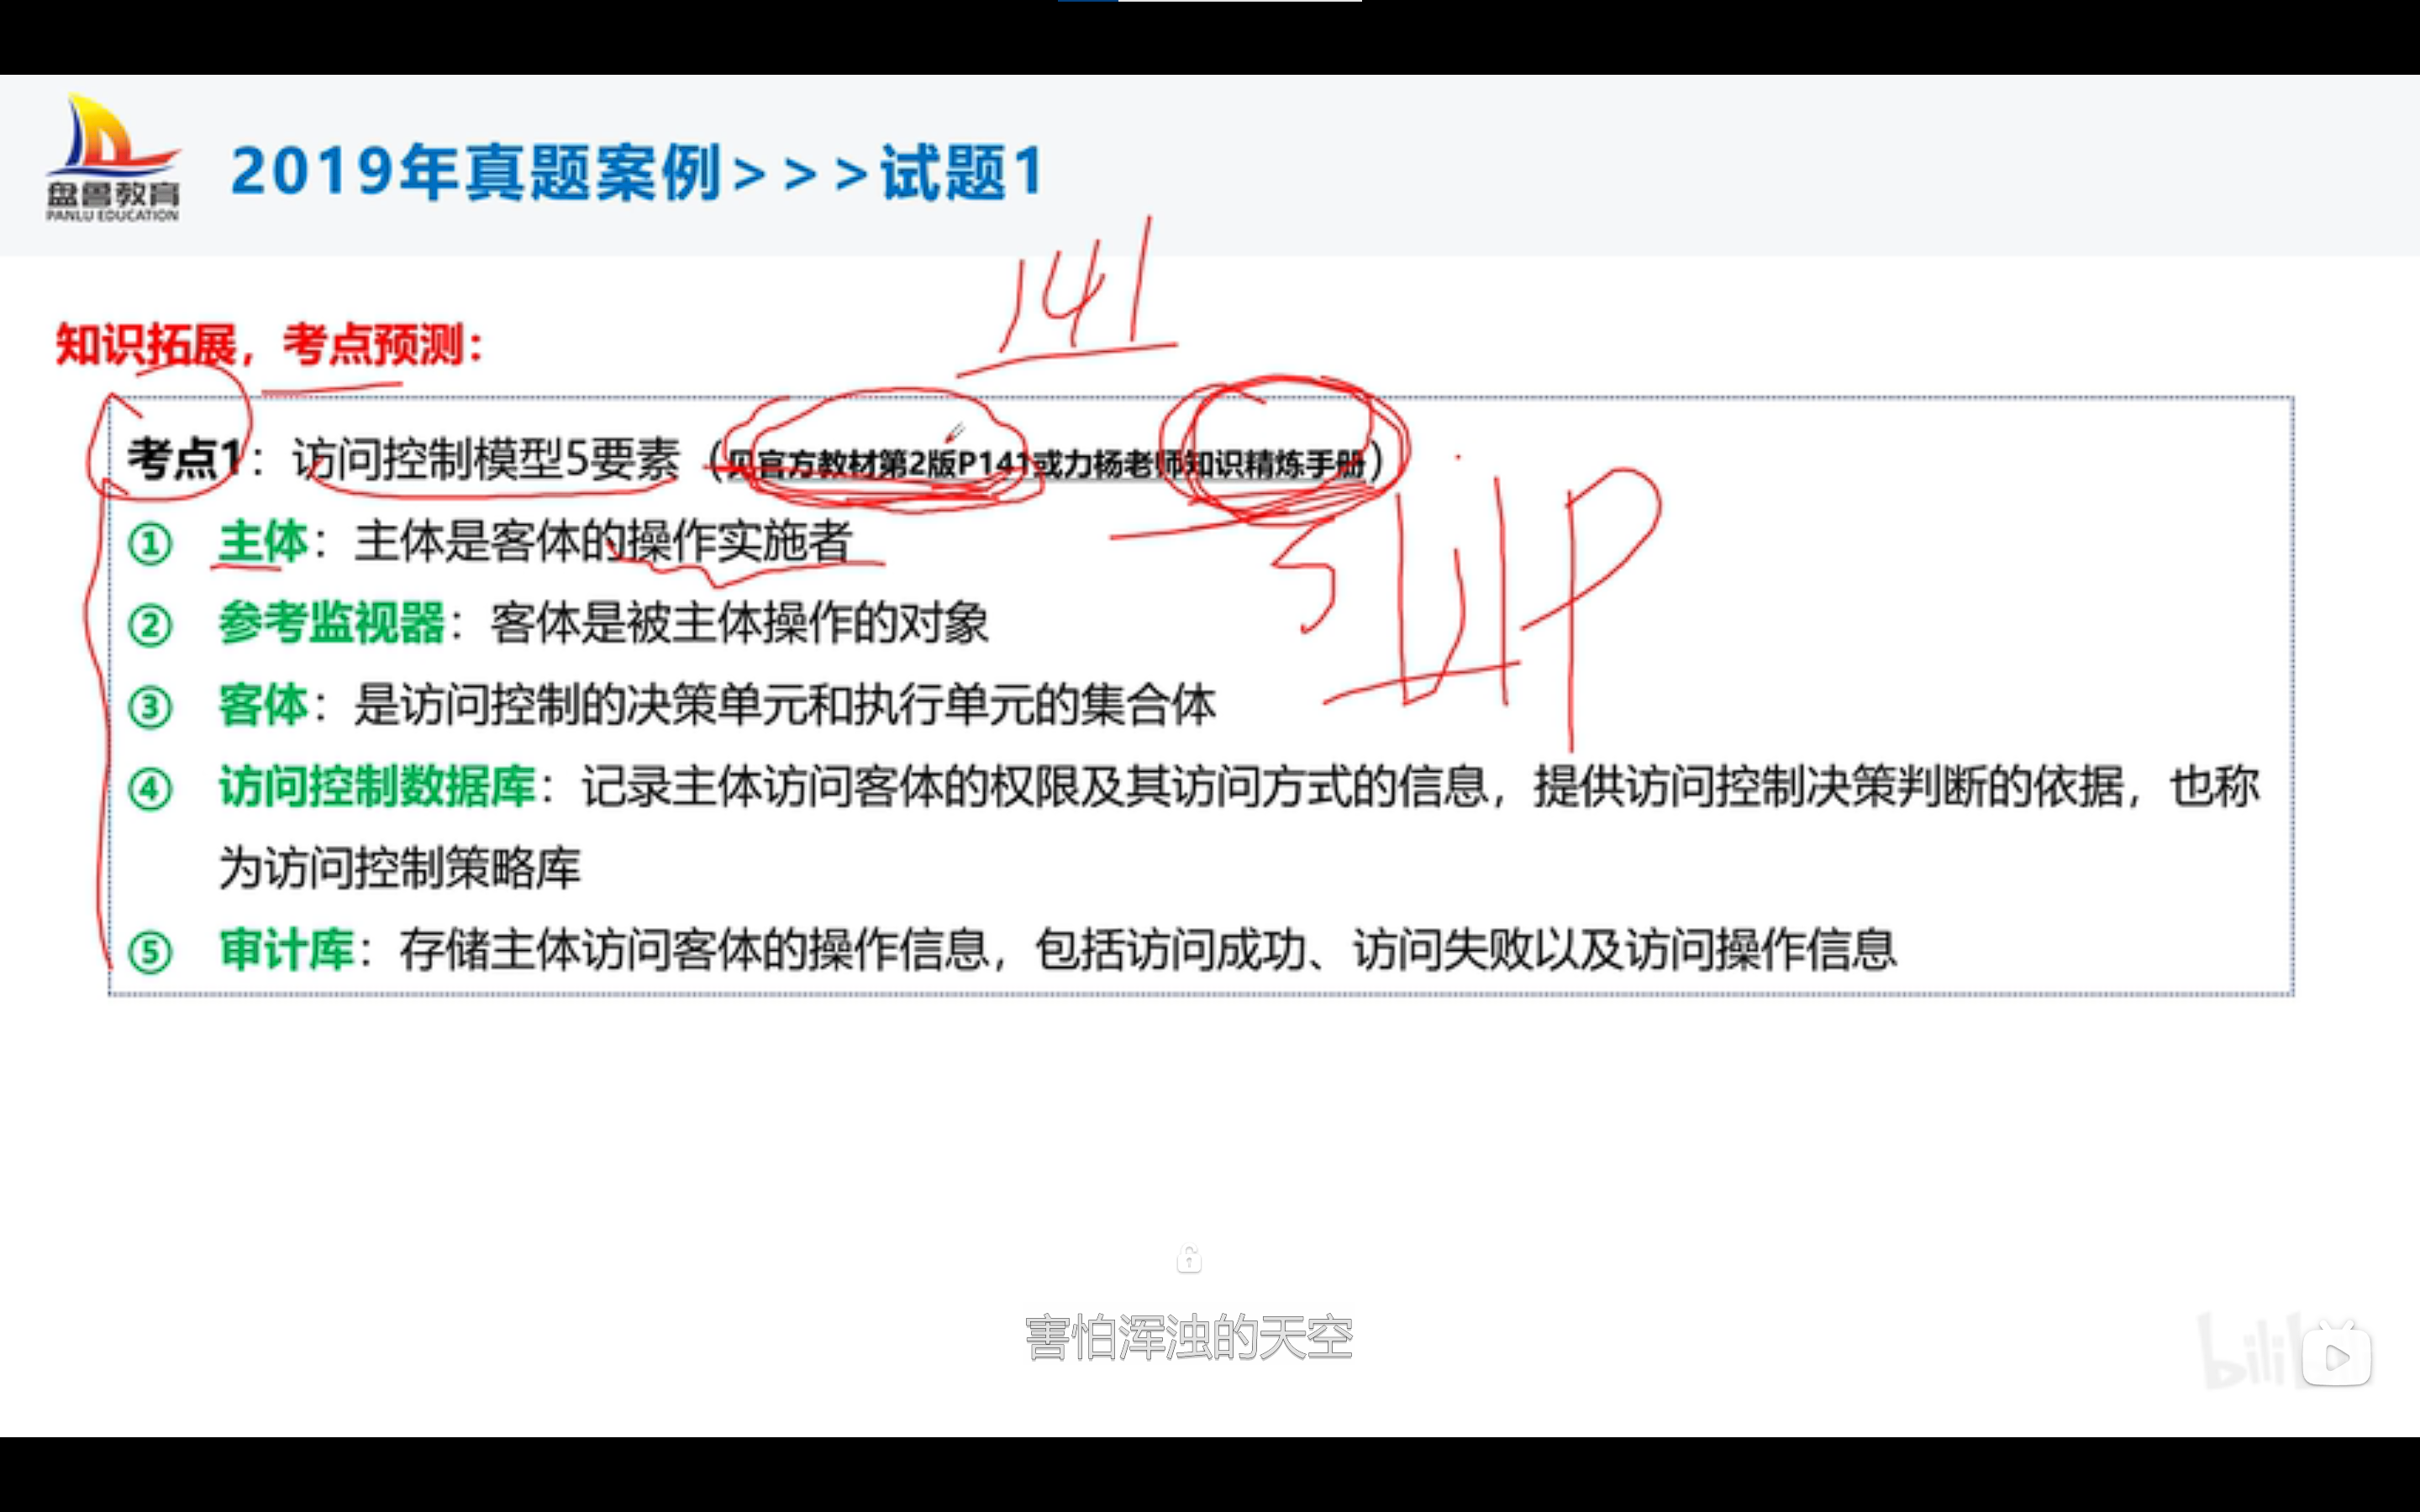 盘鲁教育
PANLU EDUCATION
2019年真题案例>>>试题1
141
知识拓展，考点预测：
考点1：访问控制模型5要素（见官方教材第2版P141或力杨老师知识精炼手册）
① 主体：主体是客体的操作实施者
② 参考监视器：客体是被主体操作的对象
③ 客体：是访问控制的决策单元和执行单元的集合体
④ 访问控制数据库：记录主体访问客体的权限及其访问方式的信息，提供访问控制决策判断的依据，也称
为访问控制策略库
⑤ 审计库：存储主体访问客体的操作信息，包括访问成功、访问失败以及访问操作信息
害怕浑浊的天空